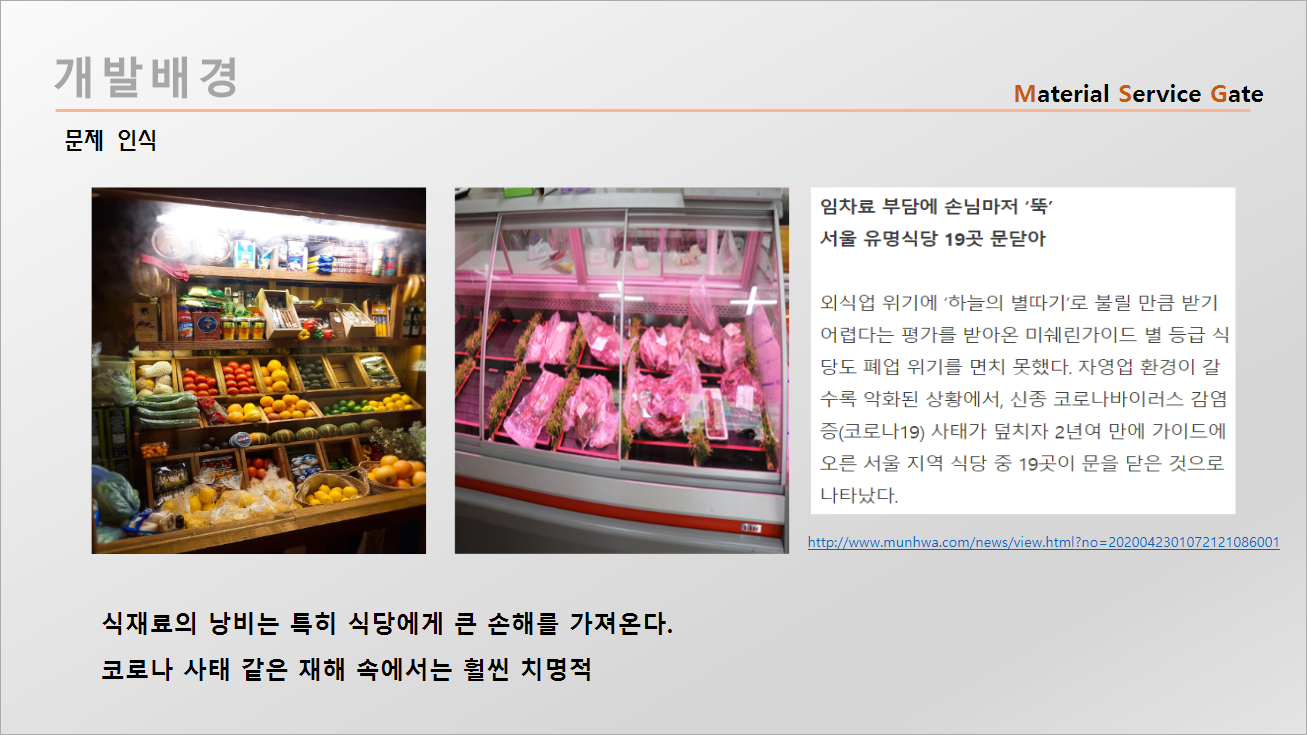 개발배경
Material Service Gate
문제 인식
임차료 부담에 손님마저 ‘뚝’
서울 유명식당 19곳 문닫아
외식업 위기에 ‘하늘의 별따기’로 불릴 만큼 받기
어렵다는 평가를 받아온 미쉐린가이드 별 등급 식
당도 폐업 위기를 면치 못했다. 자영업 환경이 갈
수록 악화된 상황에서, 신종 코로나바이러스 감염
증(코로나19) 사태가 덮치자 2년여 만에 가이드에
오른 서울 지역 식당 중 19곳이 문을 닫은 것으로
나타났다.
http://www.munhwa.com/news/view.html?no=2020042301072121086001
식재료의 낭비는 특히 식당에게 큰 손해를 가져온다.
코로나 사태 같은 재해 속에서는 훨씬 치명적